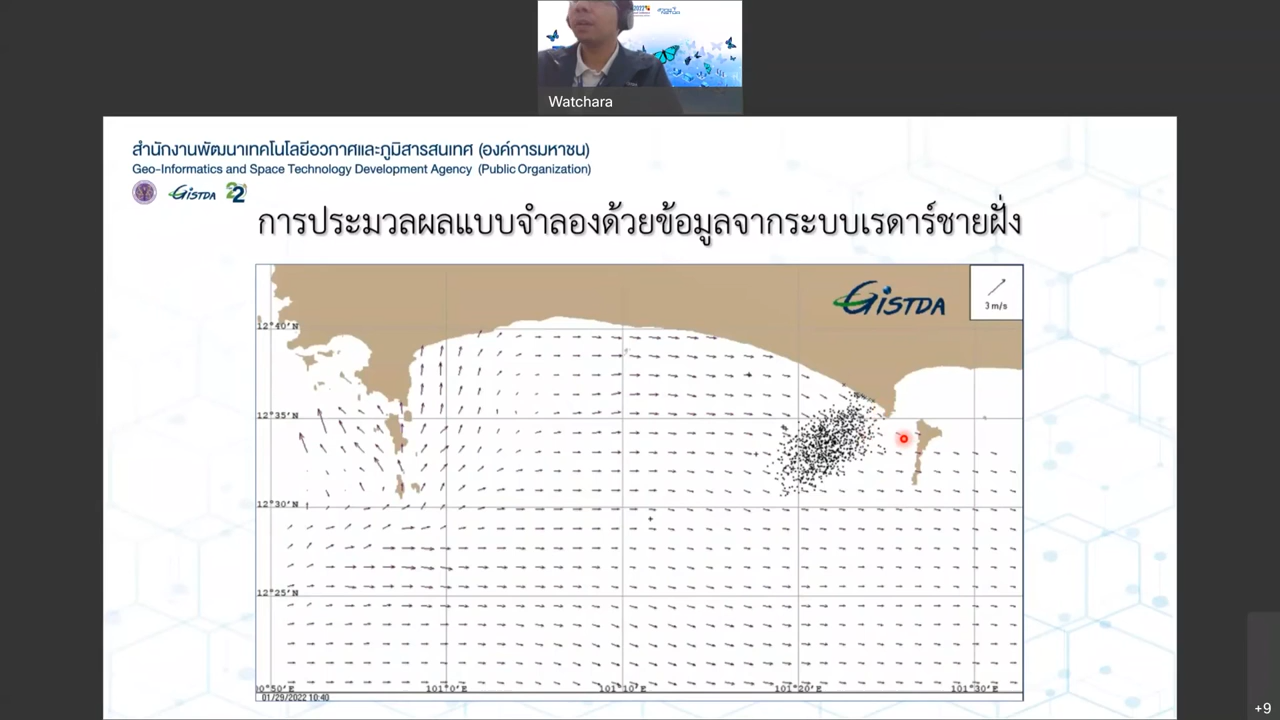 2022
Watchara
สำนักงานพัฒนาเทคโนโลยีอวกาศและภูมิสารสนเทศ (องค์การมหาชน)
Geo-Informatics and Space Technology Development Agency (Public Organization)
GISTDA 22
การประมวลผลแบบจำลองด้วยข้อมูลจากระบบเรดาร์ชายฝั่ง
GISTDA
3 m/s
12°40'N
12°35'N
12°30'N
12°25'N
0°50'E 101°0'E 101°10'E 101°20'E 101°30'E
01/29/2022 10:40
+9